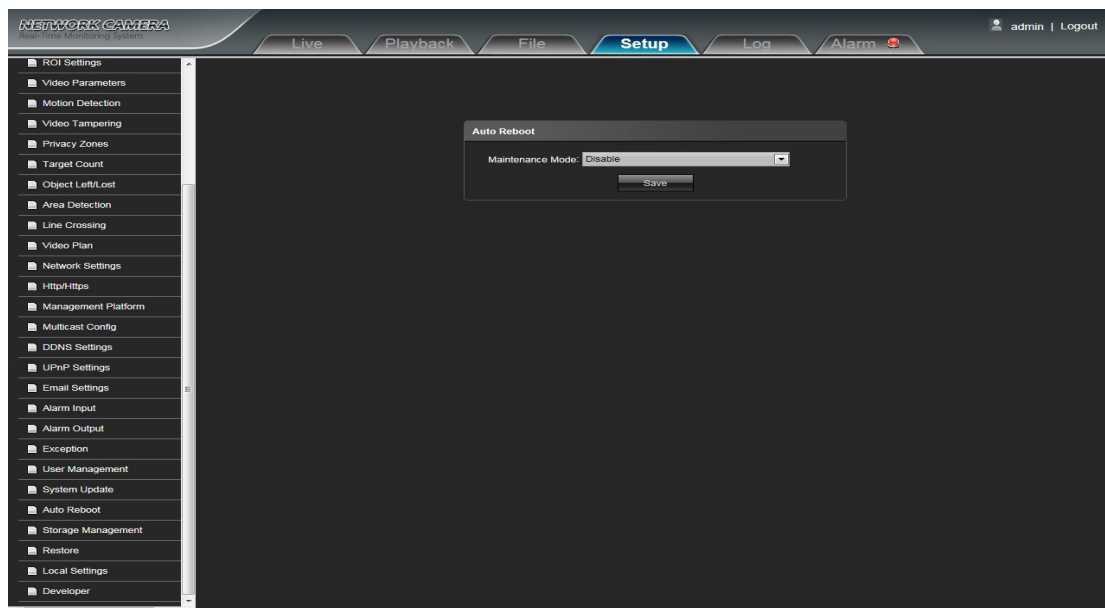 NETWORK CAMERA
Real-Time Monitoring System
admin | Logout
Live Playback File Setup Log Alarm
ROI Settings
Video Parameters
Motion Detection
Video Tampering
Privacy Zones
Target Count
Object Left/Lost
Area Detection
Line Crossing
Video Plan
Network Settings
Http/Https
Management Platform
Multicast Config
DDNS Settings
UPnP Settings
Email Settings
Alarm Input
Alarm Output
Exception
User Management
System Update
Auto Reboot
Storage Management
Restore
Local Settings
Developer
Auto Reboot
Maintenance Mode: Disable
Save